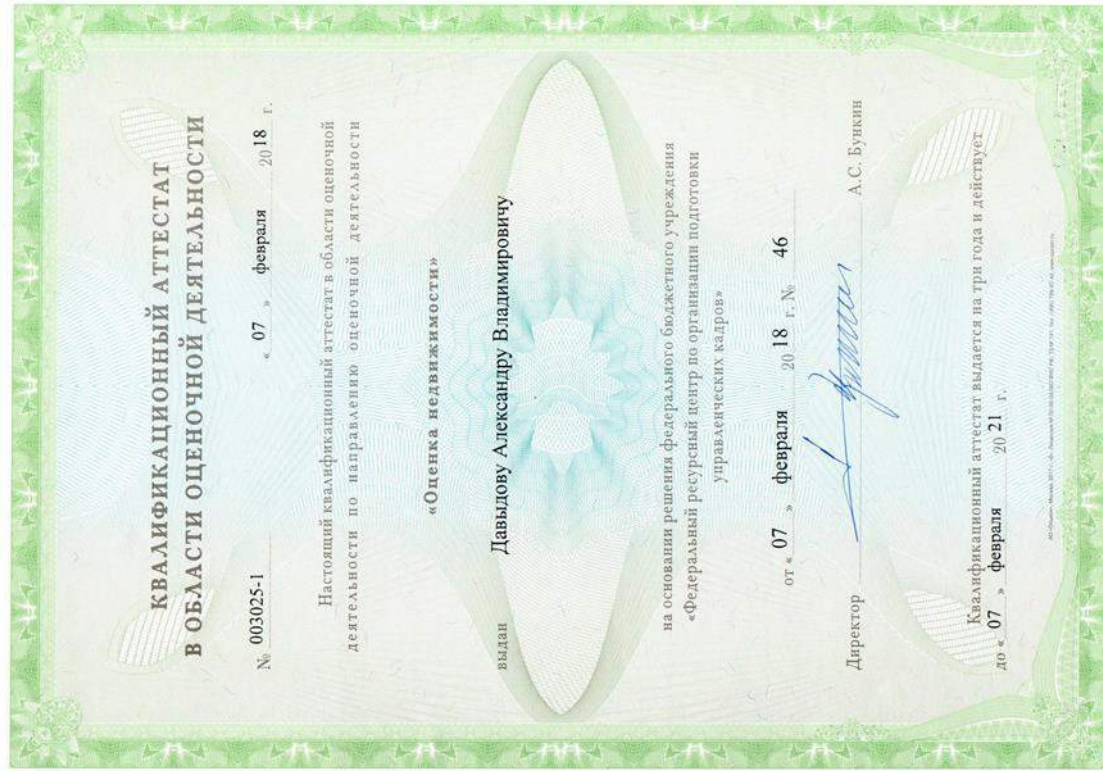 КВАЛИФИКАЦИОННЫЙ АТТЕСТАТ
В ОБЛАСТИ ОЦЕНОЧНОЙ ДЕЯТЕЛЬНОСТИ
№ 003025-1 « 07 » февраля 20 18 г.
Настоящий квалификационный аттестат в области оценочной
деятельности по направлению оценочной деятельности
«Оценка недвижимости»
выдан Давыдову Александру Владимировичу
на основании решения федерального бюджетного учреждения
«Федеральный ресурсный центр по организации подготовки
управленческих кадров»
от « 07 » февраля 20 18 г. № 46
Директор А.С. Бункин
Квалификационный аттестат выдается на три года и действует
до « 07 » февраля 20 21 г.